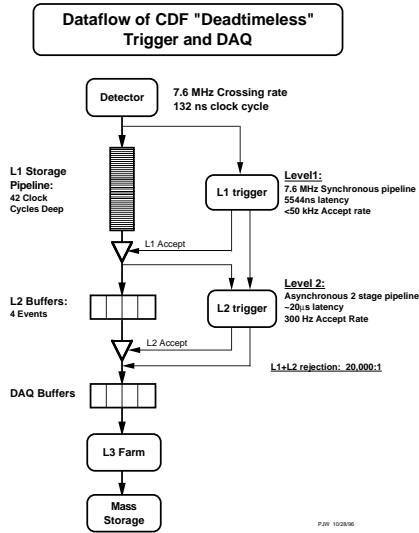 Dataflow of CDF "Deadtimeless"
Trigger and DAQ
Detector
7.6 MHz Crossing rate
132 ns clock cycle
L1 Storage
Pipeline:
42 Clock
Cycles Deep
L1 trigger
Level1:
7.6 MHz Synchronous pipeline
5544ns latency
<50 kHz Accept rate
L1 Accept
L2 Buffers:
4 Events
L2 trigger
Level 2:
Asynchronous 2 stage pipeline
~20μs latency
300 Hz Accept Rate
L2 Accept
L1+L2 rejection: 20,000:1
DAQ Buffers
L3 Farm
Mass
Storage
PJW 10/28/96